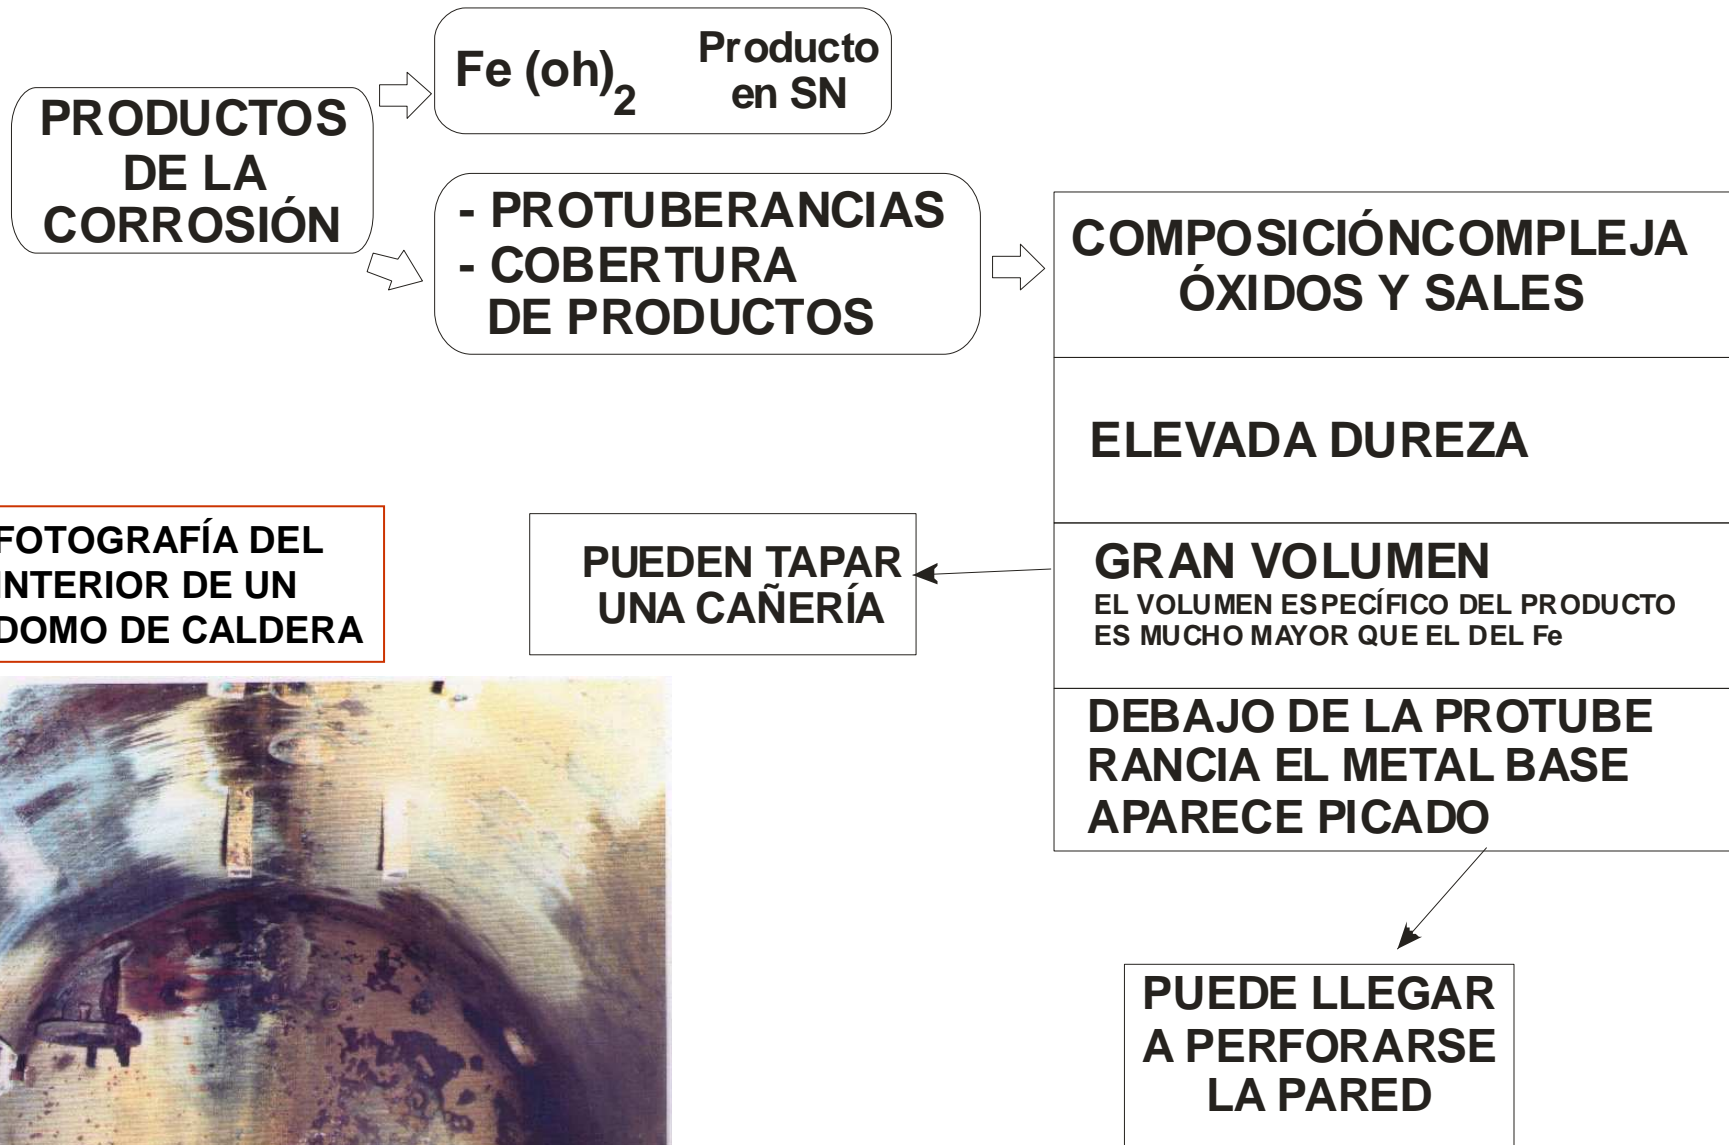 PRODUCTOS
DE LA
CORROSIÓN
Fe (oh)2
Producto
en SN
- PROTUBERANCIAS
- COBERTURA
DE PRODUCTOS
COMPOSICIÓNCOMPLEJA
ÓXIDOS Y SALES
ELEVADA DUREZA
GRAN VOLUMEN
EL VOLUMEN ESPECÍFICO DEL PRODUCTO
ES MUCHO MAYOR QUE EL DEL Fe
DEBAJO DE LA PROTUBE
RANCIA EL METAL BASE
APARECE PICADO
PUEDEN TAPAR
UNA CAÑERÍA
PUEDE LLEGAR
A PERFORARSE
LA PARED
FOTOGRAFÍA DEL
INTERIOR DE UN
DOMO DE CALDERA